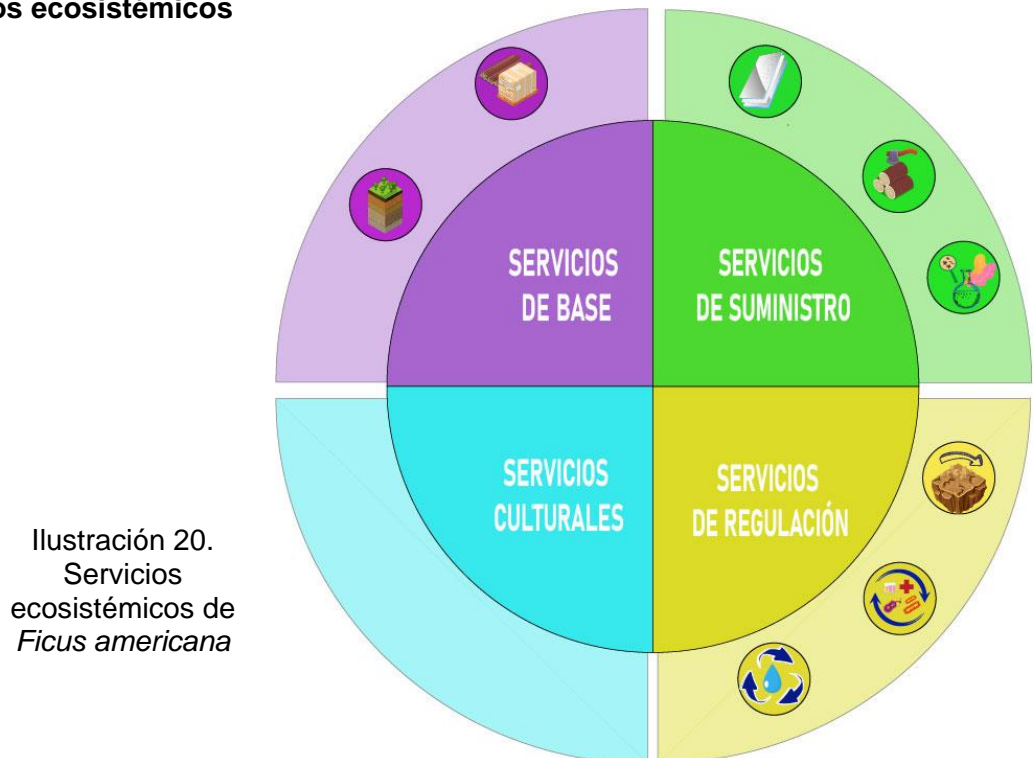 os ecosistémicos
SERVICIOS
DE BASE
SERVICIOS
DE SUMINISTRO
SERVICIOS
CULTURALES
SERVICIOS
DE REGULACIÓN
Ilustración 20.
Servicios
ecosistémicos de
Ficus americana